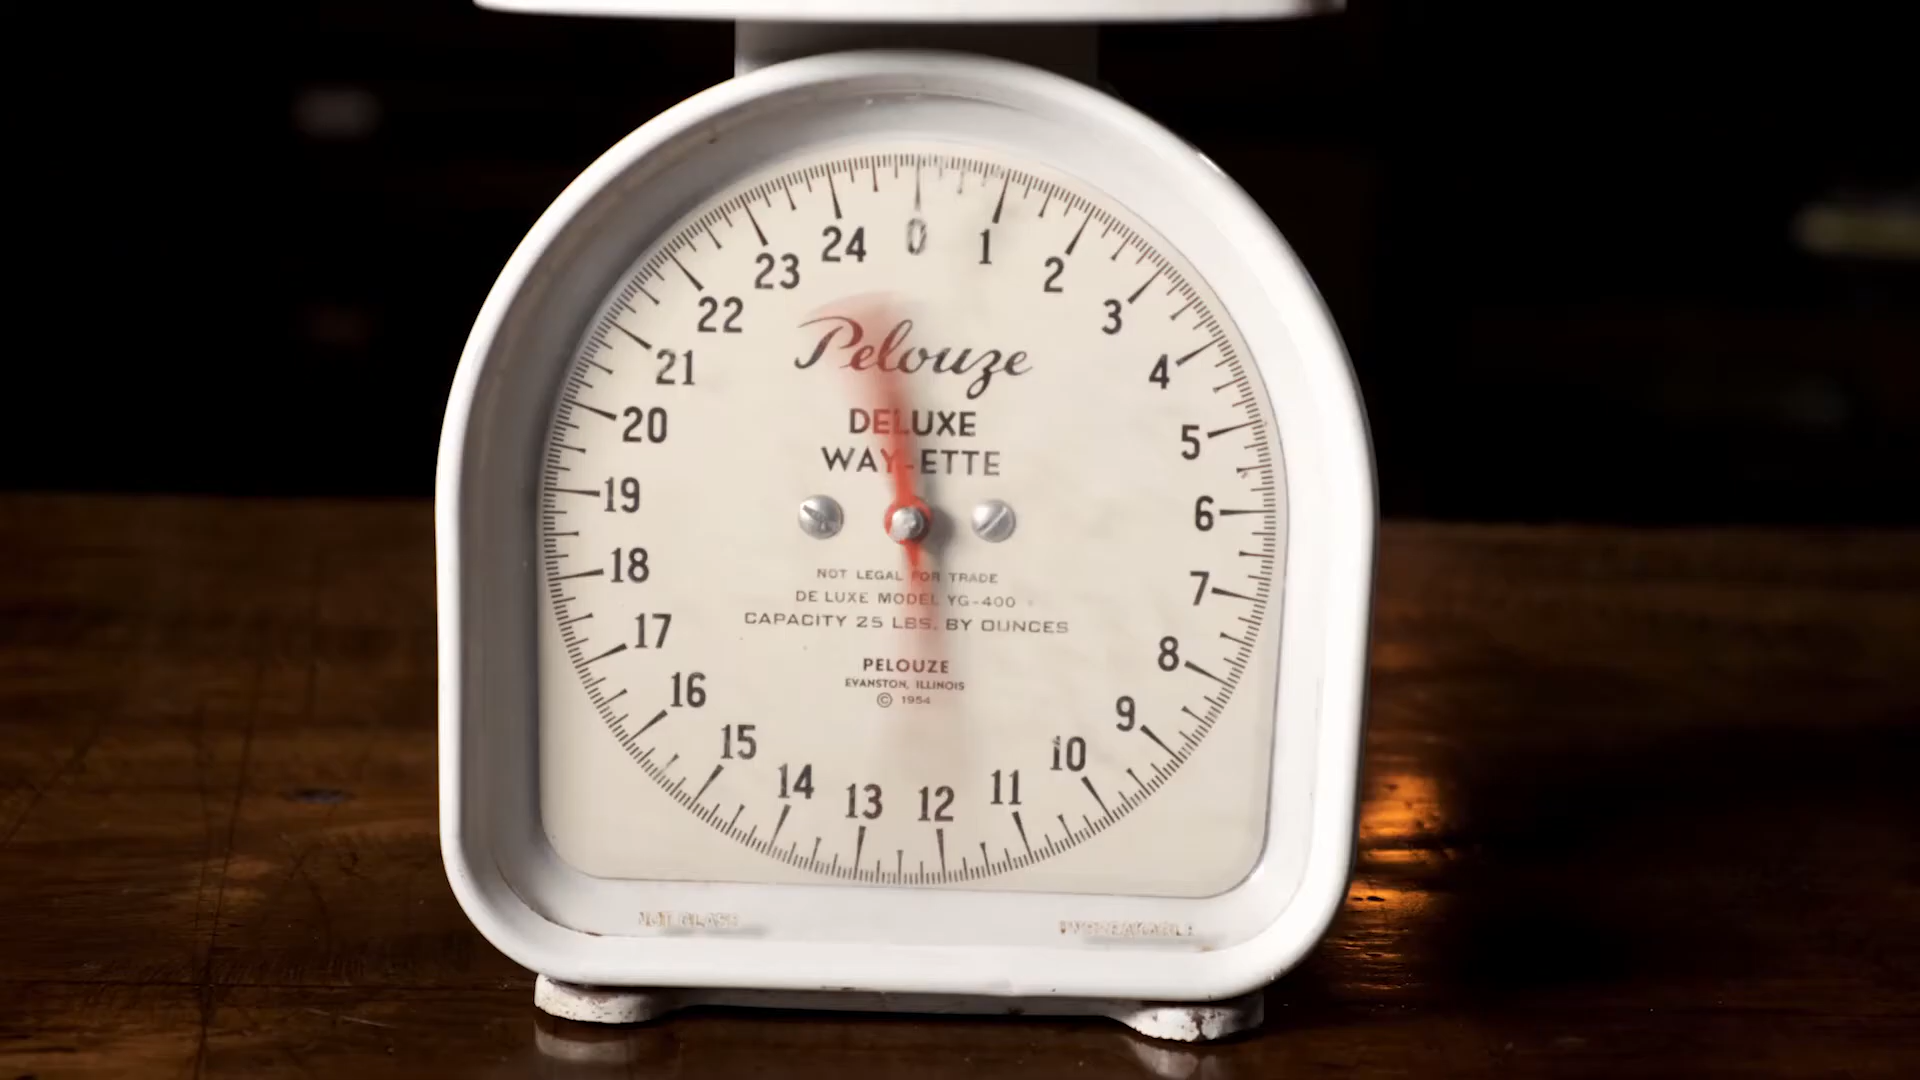 0
1
2
3
4
5
6
7
8
9
10
11
12
13
14
15
16
17
18
19
20
21
22
23
24
Pelouze
DELUXE
WAY-ETTE
NOT LEGAL FOR TRADE
DE LUXE MODEL YG-400
CAPACITY 25 LBS. BY OUNCES
PELOUZE
EVANSTON, ILLINOIS
© 1954
NOT GLASS